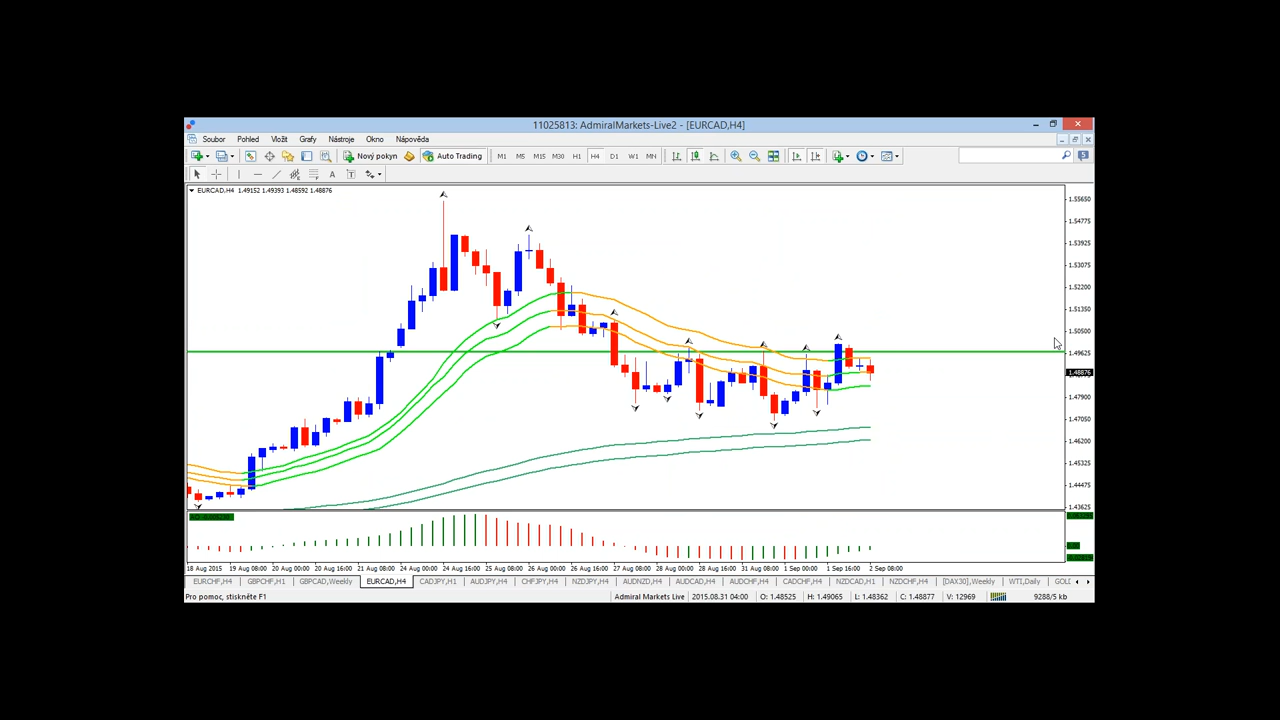 11025813: AdmiralMarkets-Live2 - [EURCAD,H4]
Soubor Pohled Vložit Grafy Nástroje Okno Nápověda
Nový pokyn Auto Trading M1 M5 M15 M30 H1 H4 D1 W1 MN
A T
EURCAD,H4 1.49152 1.49393 1.48592 1.48876
1.55650
1.54775
1.53925
1.53075
1.52200
1.51350
1.50500
1.49625
1.48876
1.47900
1.47050
1.46200
1.45325
1.44475
1.43625
0.00
18 Aug 2015 19 Aug 08:00 20 Aug 00:00 20 Aug 16:00 21 Aug 08:00 24 Aug 00:00 24 Aug 16:00 25 Aug 08:00 26 Aug 00:00 26 Aug 16:00 27 Aug 08:00 28 Aug 00:00 28 Aug 16:00 31 Aug 08:00 1 Sep 00:00 1 Sep 16:00 2 Sep 08:00
EURCHF,H4 GBPCHF,H1 GBPCAD,Weekly EURCAD,H4 CADJPY,H1 AUDJPY,H4 CHFJPY,H4 NZDJPY,H4 AUDNZD,H4 AUDCAD,H4 AUDCHF,H4 CADCHF,H4 NZDCAD,H1 NZDCHF,H4 [DAX30],Weekly WTI,Daily GOLI
Pro pomoc, stiskněte F1 Admiral Markets Live 2015.08.31 04:00 O: 1.48525 H: 1.49065 L: 1.48362 C: 1.48877 V: 12969 9288/5 kb